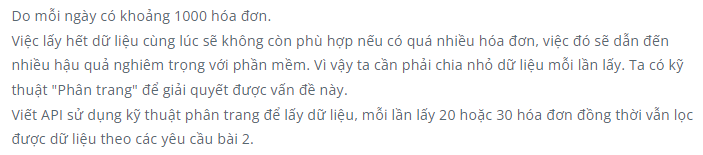 Do mỗi ngày có khoảng 1000 hóa đơn.
Việc lấy hết dữ liệu cùng lúc sẽ không còn phù hợp nếu có quá nhiều hóa đơn, việc đó sẽ dẫn đến
nhiều hậu quả nghiêm trọng với phần mềm. Vì vậy ta cần phải chia nhỏ dữ liệu mỗi lần lấy. Ta có kỹ
thuật "Phân trang" để giải quyết được vấn đề này.
Viết API sử dụng kỹ thuật phân trang để lấy dữ liệu, mỗi lần lấy 20 hoặc 30 hóa đơn đồng thời vẫn lọc
được dữ liệu theo các yêu cầu bài 2.